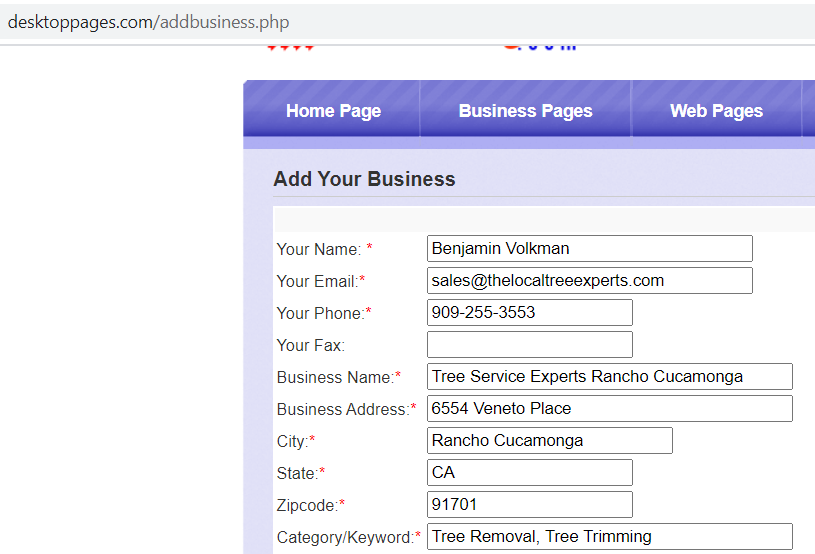 desktoppages.com/addbusiness.php
Home Page Business Pages Web Pages
Add Your Business
Your Name: * Benjamin Volkman
Your Email:* sales@thelocaltreeexperts.com
Your Phone:* 909-255-3553
Your Fax:
Business Name:* Tree Service Experts Rancho Cucamonga
Business Address:* 6554 Veneto Place
City:* Rancho Cucamonga
State:* CA
Zipcode:* 91701
Category/Keyword:* Tree Removal, Tree Trimming